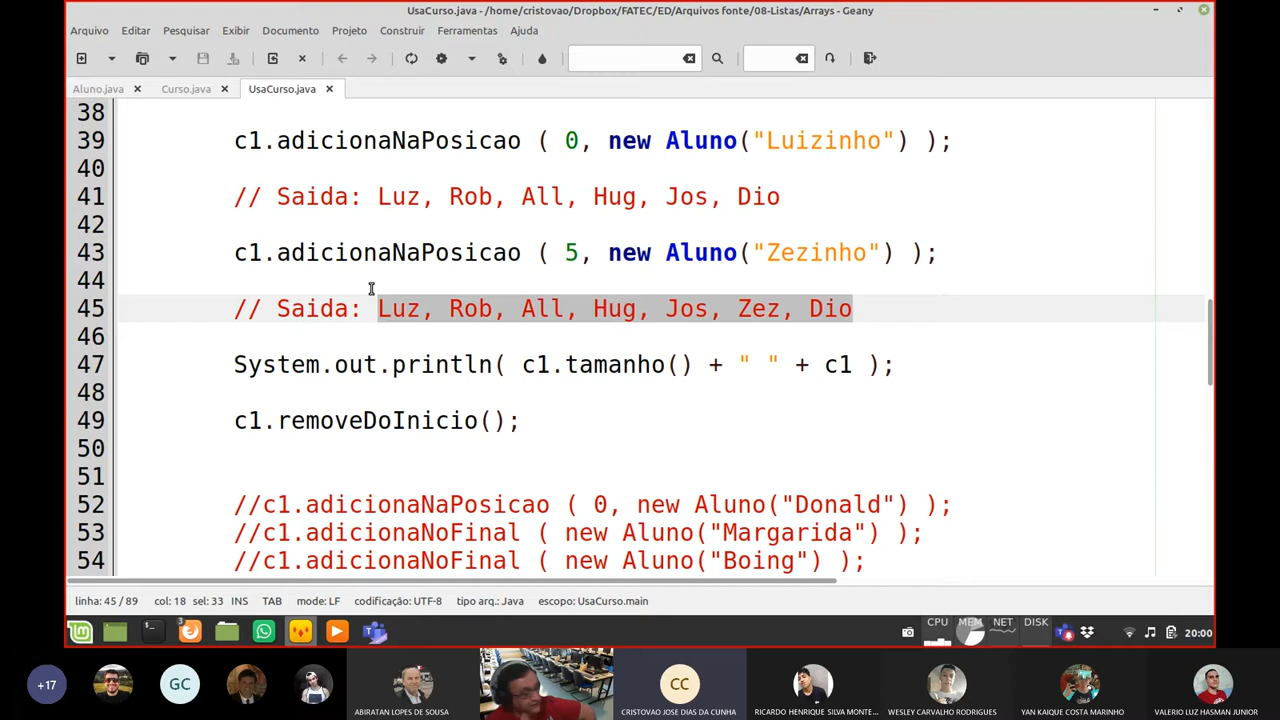 UsaCurso.java - /home/cristovao/Dropbox/FATEC/ED/Arquivos fonte/08-Listas/Arrays - Geany
Arquivo Editar Pesquisar Exibir Documento Projeto Construir Ferramentas Ajuda
Aluno.java Curso.java UsaCurso.java
38
39 c1.adicionaNaPosicao ( 0, new Aluno("Luizinho") );
40
41 // Saida: Luz, Rob, All, Hug, Jos, Dio
42
43 c1.adicionaNaPosicao ( 5, new Aluno("Zezinho") );
44
45 // Saida: Luz, Rob, All, Hug, Jos, Zez, Dio
46
47 System.out.println( c1.tamanho() + " " + c1 );
48
49 c1.removeDoInicio();
50
51
52 //c1.adicionaNaPosicao ( 0, new Aluno("Donald") );
53 //c1.adicionaNoFinal ( new Aluno("Margarida") );
54 //c1.adicionaNoFinal ( new Aluno("Boing") );
linha: 45 / 89 col: 18 sel: 33 INS TAB mode: LF codificação: UTF-8 tipo arq.: Java escopo: UsaCurso.main
3 CPU MEM NET DISK 20:00
+17 GC CC
ABIRATAN LOPES DE SOUSA CRISTOVAO JOSE DIAS DA CUNHA RICARDO HENRIQUE SILVA MONTE... WESLEY CARVALHO RODRIGUES YAN KAIQUE COSTA MARINHO VALERIO LUZ HASMAN JUNIOR